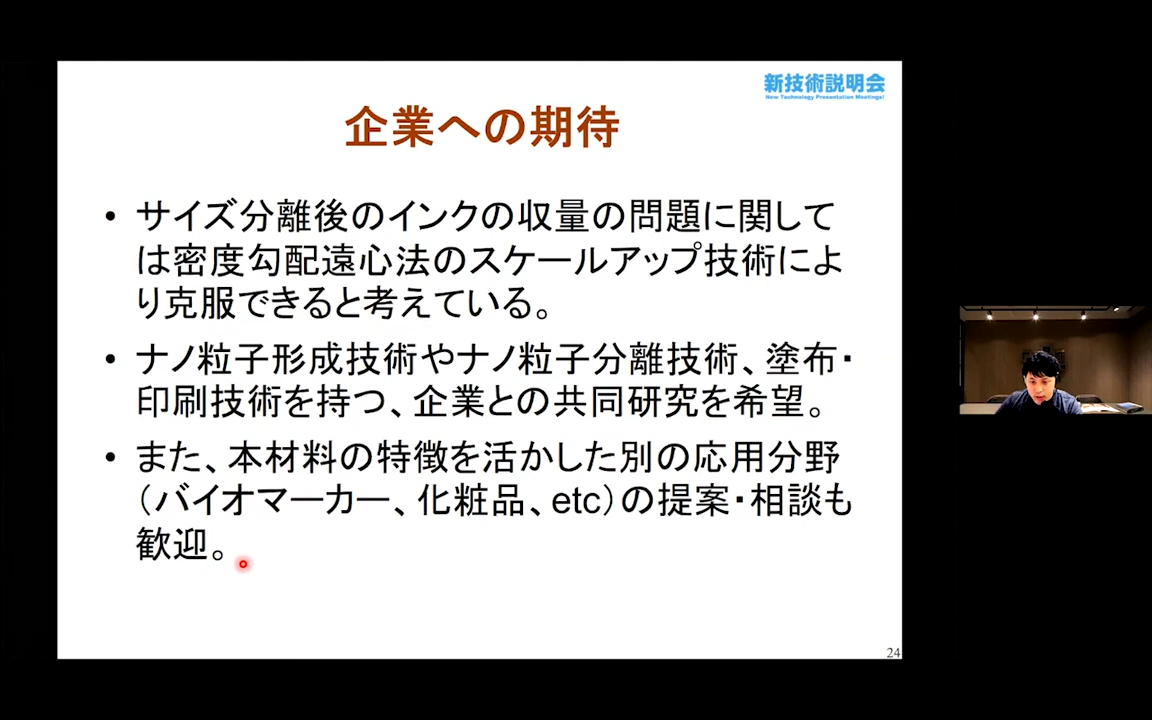 新技術説明会
New Technology Presentation Meetings!
企業への期待
• サイズ分離後のインクの収量の問題に関して
は密度勾配遠心法のスケールアップ技術によ
り克服できると考えている。
• ナノ粒子形成技術やナノ粒子分離技術、塗布・
印刷技術を持つ、企業との共同研究を希望。
• また、本材料の特徴を活かした別の応用分野
（バイオマーカー、化粧品、etc）の提案・相談も
歓迎。
24